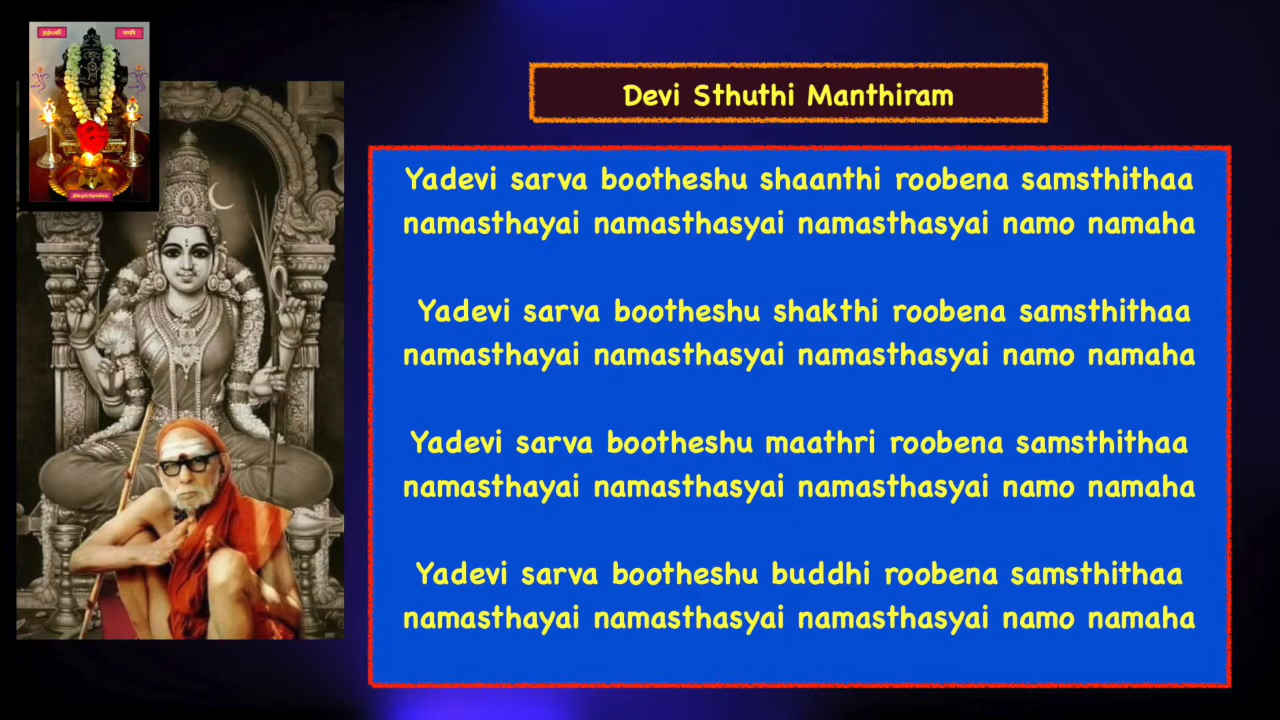 Devi Sthuthi Manthiram
Yadevi sarva bootheshu shaanthi roobena samsthithaa
namasthayai namasthasyai namasthasyai namo namaha
Yadevi sarva bootheshu shakthi roobena samsthithaa
namasthayai namasthasyai namasthasyai namo namaha
Yadevi sarva bootheshu maathri roobena samsthithaa
namasthayai namasthasyai namasthasyai namo namaha
Yadevi sarva bootheshu buddhi roobena samsthithaa
namasthayai namasthasyai namasthasyai namo namaha